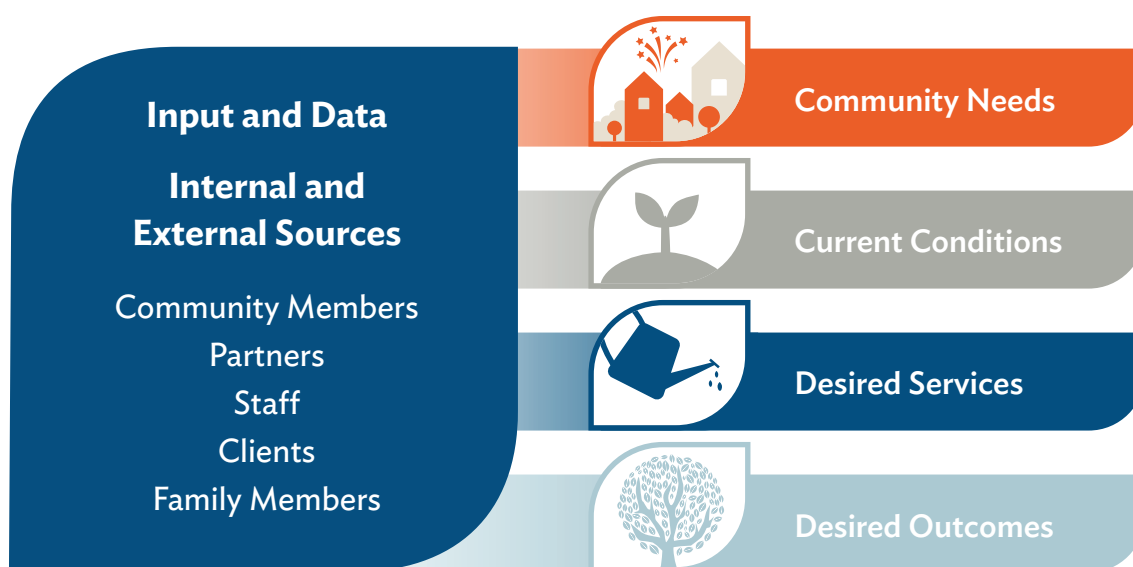 Input and Data
Internal and
External Sources
Community Members
Partners
Staff
Clients
Family Members
Community Needs
Current Conditions
Desired Services
Desired Outcomes